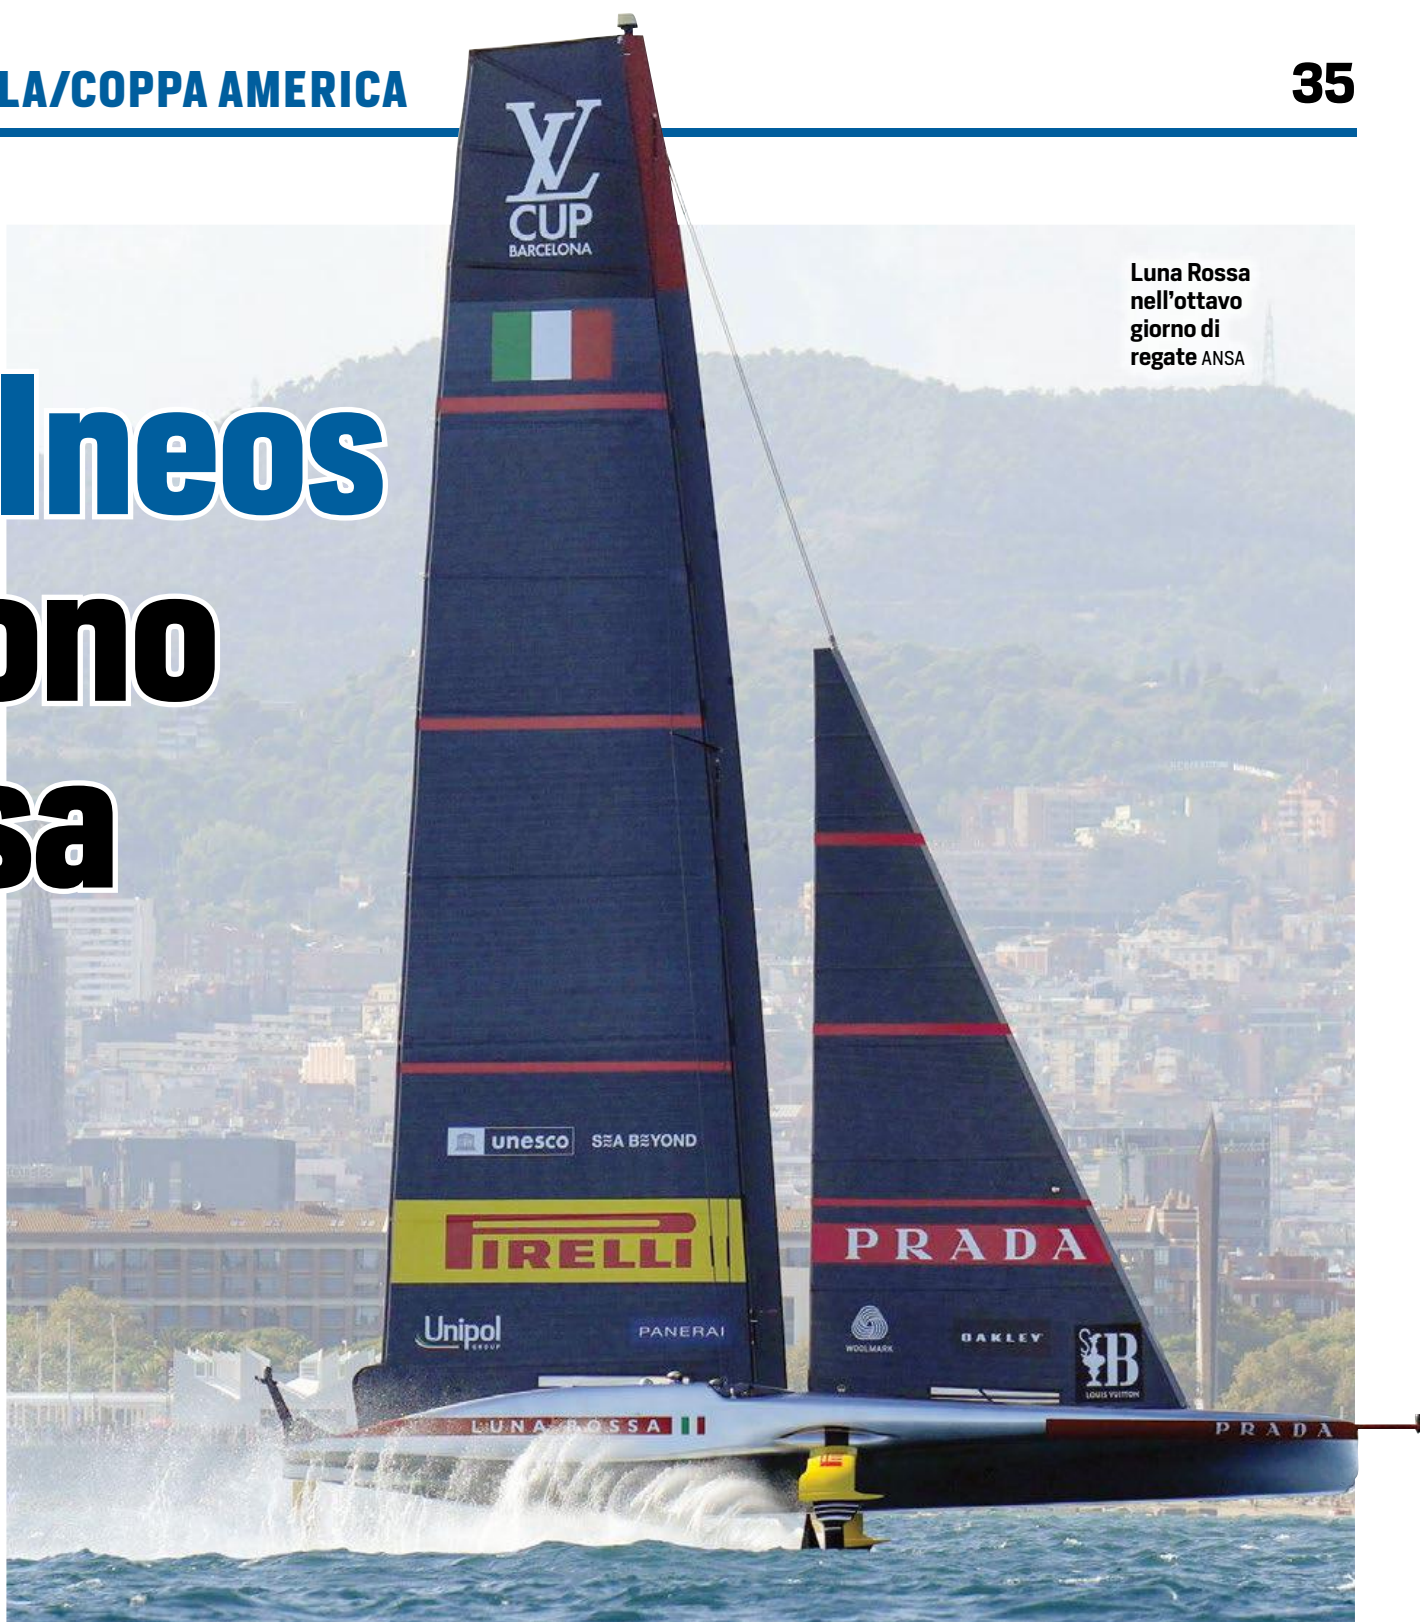 LA/COPPA AMERICA
35
LV
CUP
BARCELONA
Luna Rossa
nell'ottavo
giorno di
regate ANSA
Ineos
ono
sa
unesco SEA BEYOND
PIRELLI
PRADA
Unipol
GROUP
PANERAI
WOOLMARK
OAKLEY
LOUIS VUITTON
LUNA ROSSA
PRADA